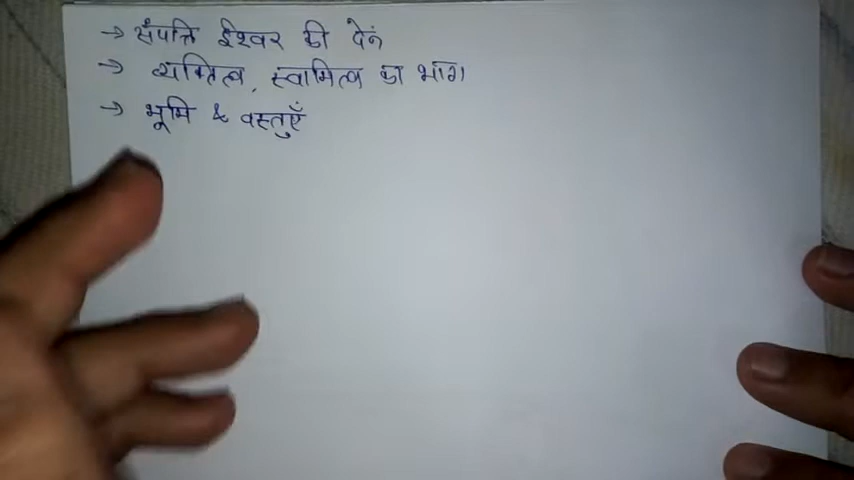 → संपत्ति ईश्वर की देन
→ व्यक्तित्व, स्वामित्व का भाग
→ भूमि & वस्तुएँ